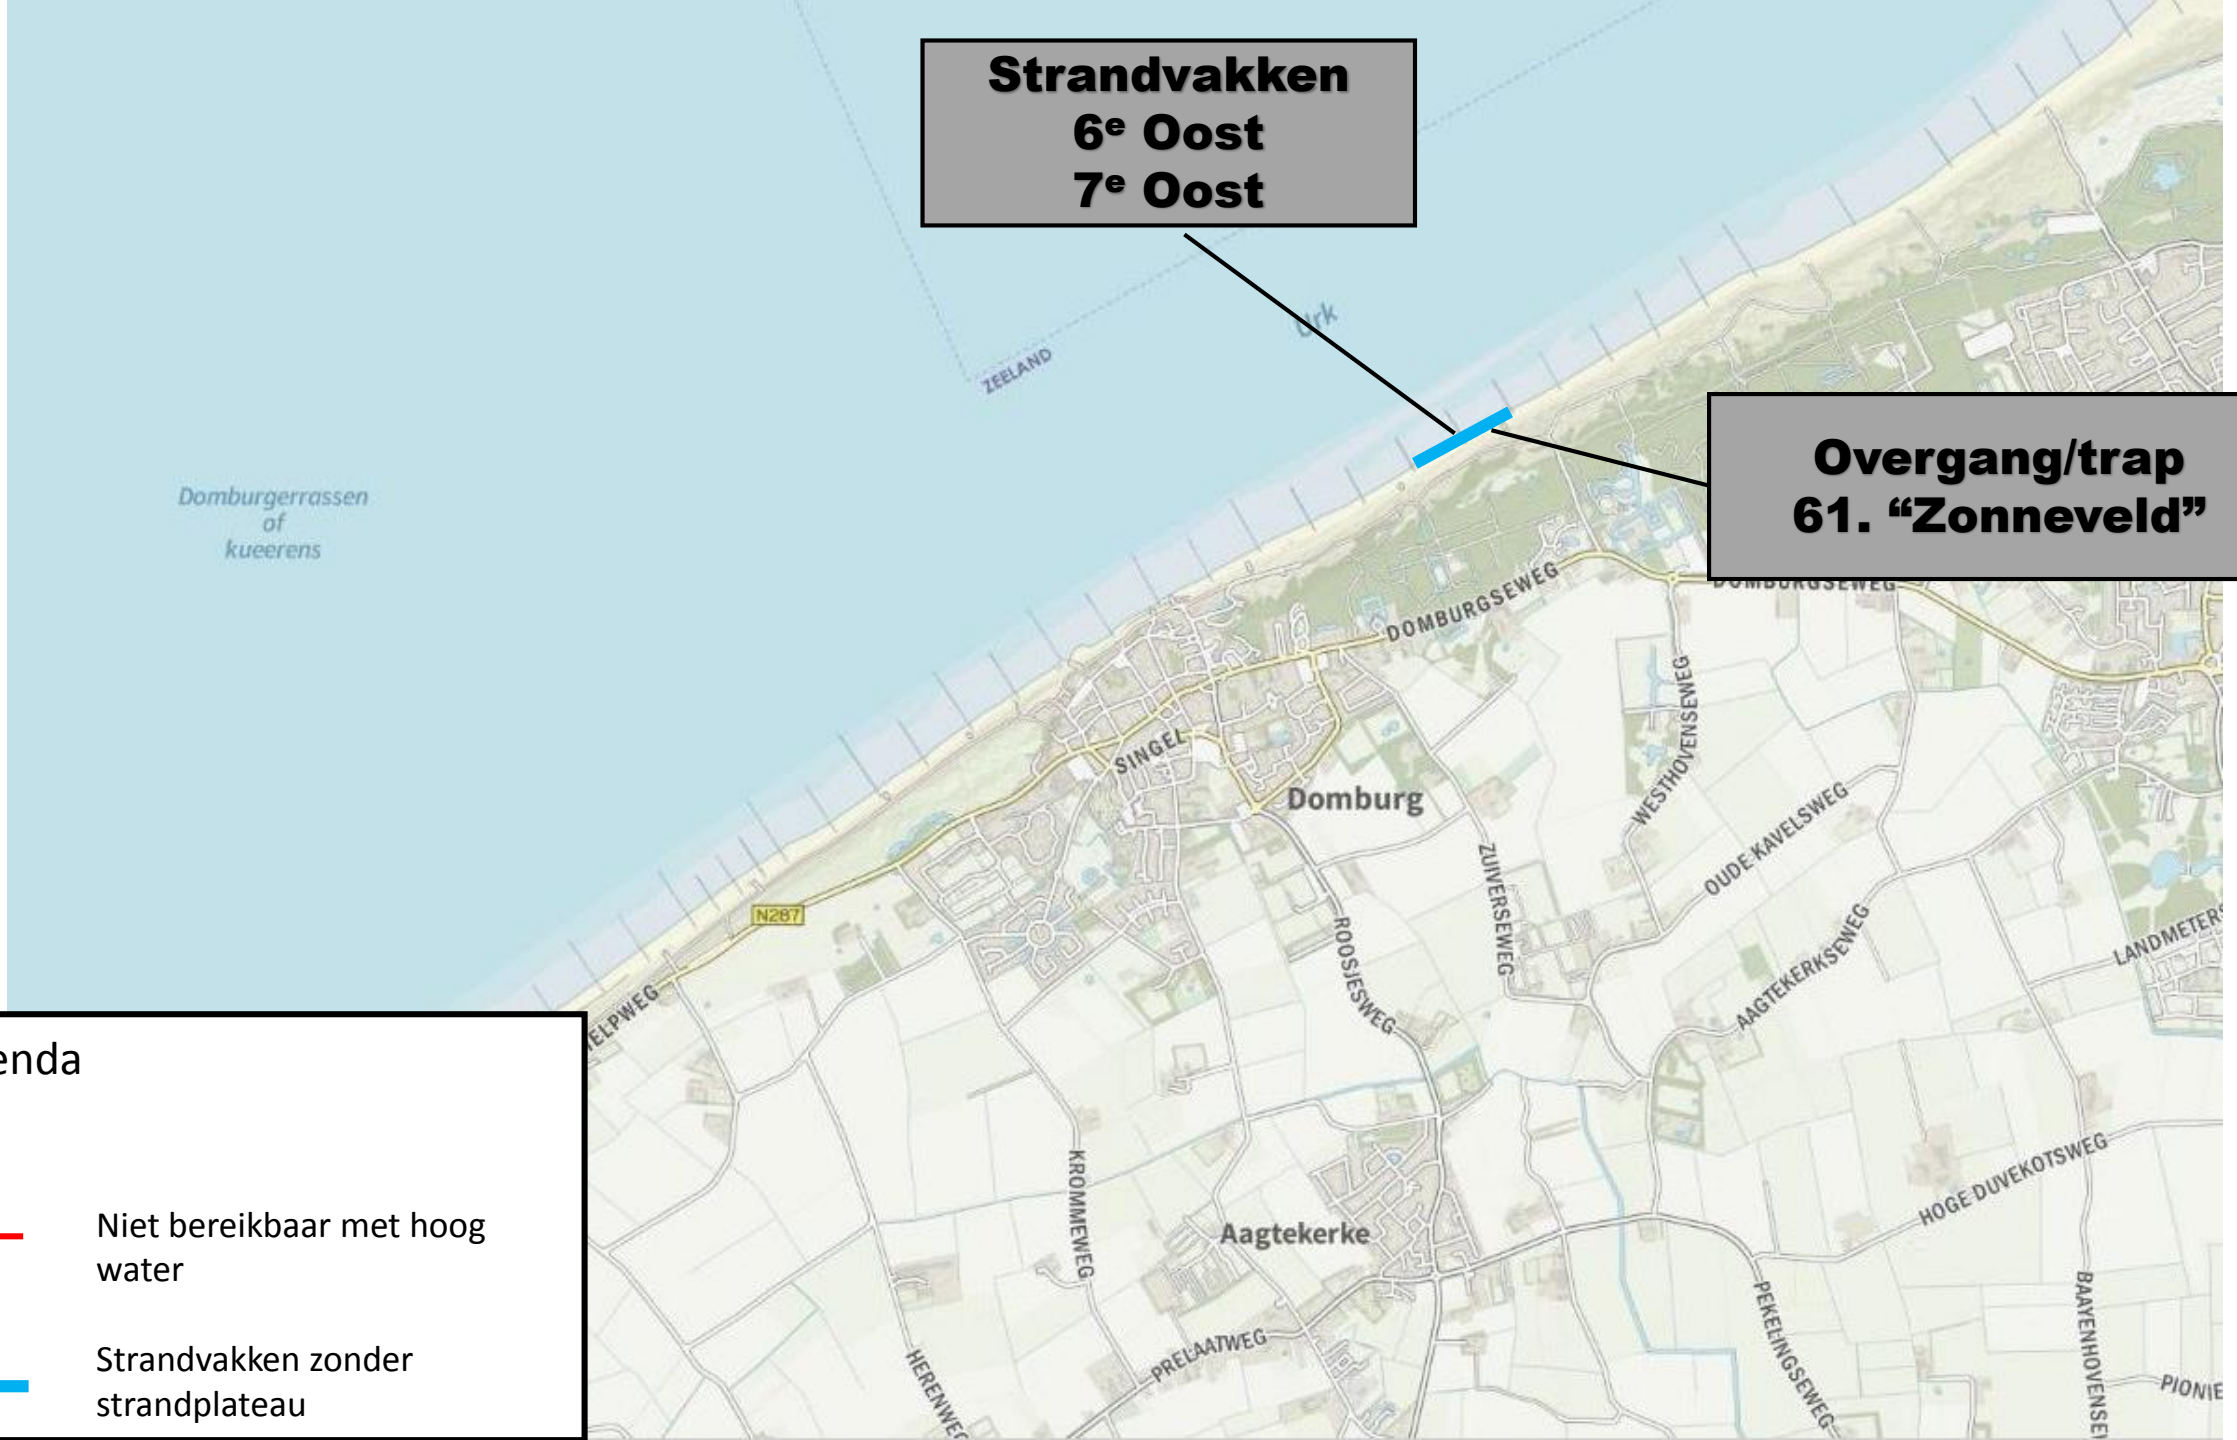 Strandvakken
6e Oost
7e Oost
Urk
ZEELAND
Overgang/trap
61. “Zonneveld”
Domburgerrassen
of
kueerens
DOMBURGSEWEG
DOMBURGSEWEG
WESTHOVENSEWEG
SINGEL
Domburg
OUDE KAVELSWEG
ZUIVERSEWEG
N287
ROOSJESWEG
AAGTEKERKSEWEG
LANDMETERS
ELPWEG
enda
Niet bereikbaar met hoog
water
Strandvakken zonder
strandplateau
KROMMEWEG
Aagtekerke
HOGE DUVEKOTSWEG
PRELAATWEG
HERENWEG
PEKELINGSEWEG
BAAYENHOVENSE
PIONIE